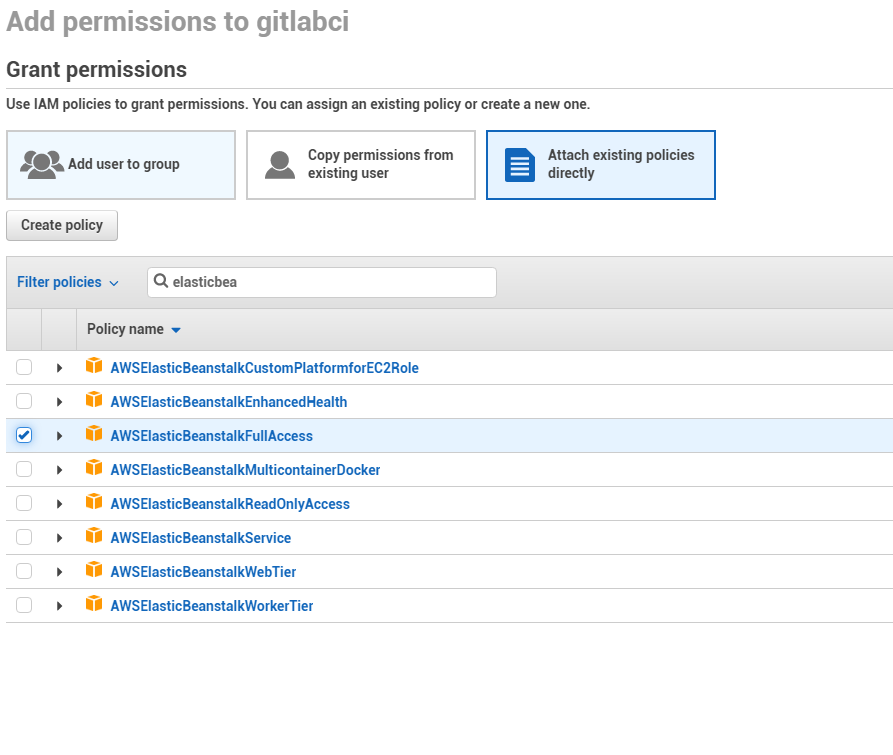 Add permissions to gitlabci
Grant permissions
Use IAM policies to grant permissions. You can assign an existing policy or create a new one.
Add user to group
Copy permissions from
existing user
Attach existing policies
directly
Create policy
Filter policies
elasticbea
Policy name
AWSElasticBeanstalkCustomPlatformforEC2Role
AWSElasticBeanstalkEnhancedHealth
AWSElasticBeanstalkFullAccess
AWSElasticBeanstalkMulticontainerDocker
AWSElasticBeanstalkReadOnlyAccess
AWSElasticBeanstalkService
AWSElasticBeanstalkWebTier
AWSElasticBeanstalkWorkerTier